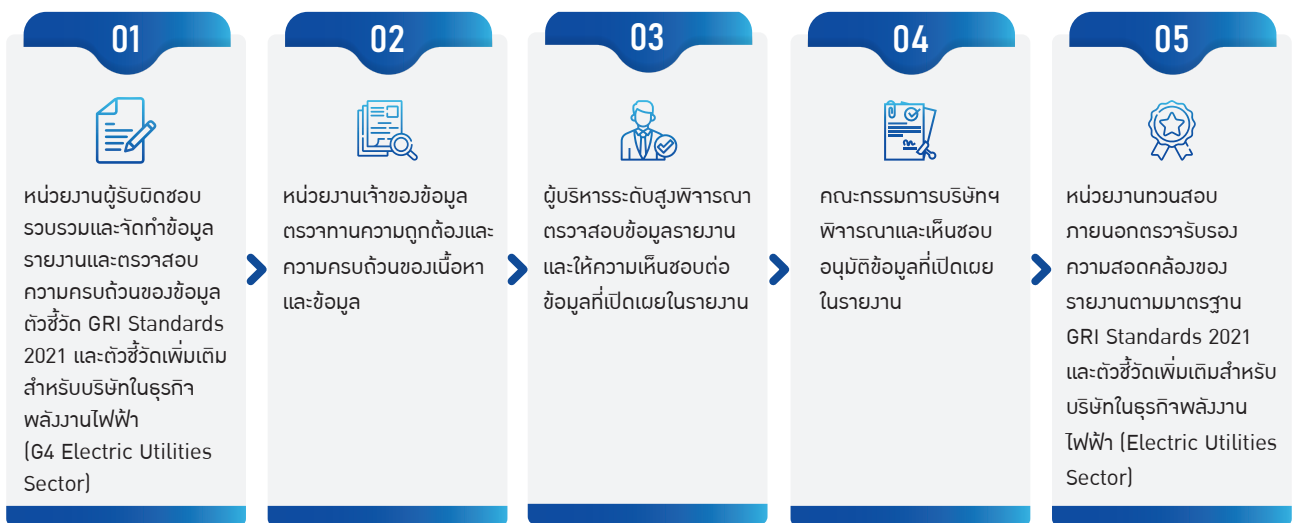 01
หน่วยงานผู้รับผิดชอบ
รวบรวมและจัดทำข้อมูล
รายงานและตรวจสอบ
ความครบถ้วนของข้อมูล
ตัวชี้วัด GRI Standards
2021 และตัวชี้วัดเพิ่มเติม
สำหรับบริษัทในธุรกิจ
พลังงานไฟฟ้า
(G4 Electric Utilities
Sector)
02
หน่วยงานเจ้าของข้อมูล
ตรวจทานความถูกต้องและ
ความครบถ้วนของเนื้อหา
และข้อมูล
03
ผู้บริหารระดับสูงพิจารณา
ตรวจสอบข้อมูลรายงาน
และให้ความเห็นชอบต่อ
ข้อมูลที่เปิดเผยในรายงาน
04
คณะกรรมการบริษัทฯ
พิจารณาและเห็นชอบ
อนุมัติข้อมูลที่เปิดเผย
ในรายงาน
05
หน่วยงานทวนสอบ
ภายนอกตรวจรับรอง
ความสอดคล้องของ
รายงานตามมาตรฐาน
GRI Standards 2021
และตัวชี้วัดเพิ่มเติมสำหรับ
บริษัทในธุรกิจพลังงาน
ไฟฟ้า (Electric Utilities
Sector)